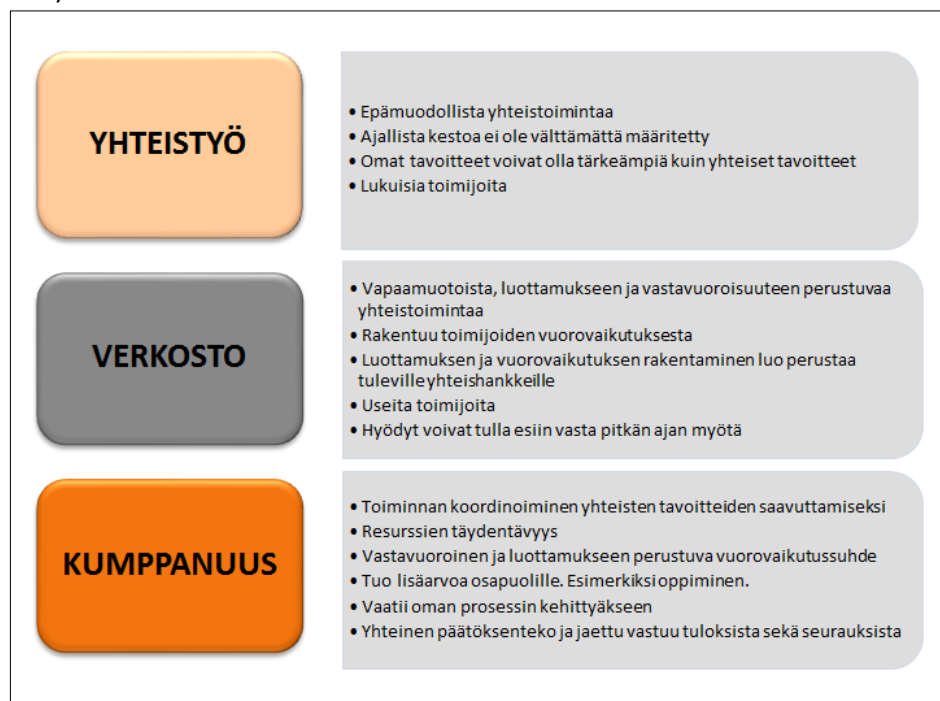 YHTEISTYÖ
• Epämuodollista yhteistoimintaa
• Ajallista kestoa ei ole välttämättä määritetty
• Omat tavoitteet voivat olla tärkeämpiä kuin yhteiset tavoitteet
• Lukuisia toimijoita
VERKOSTO
• Vapaamuotoista, luottamukseen ja vastavuoroisuuteen perustuvaa
yhteistoimintaa
• Rakentuu toimijoiden vuorovaikutuksesta
• Luottamuksen ja vuorovaikutuksen rakentaminen luo perustaa
tuleville yhteishankkeille
• Useita toimijoita
• Hyödyt voivat tulla esiin vasta pitkän ajan myötä
KUMPPANUUS
• Toiminnan koordinoiminen yhteisten tavoitteiden saavuttamiseksi
• Resurssien täydentävyys
• Vastavuoroinen ja luottamukseen perustuva vuorovaikutussuhde
• Tuo lisäarvoa osapuolille. Esimerkiksi oppiminen.
• Vaatii oman prosessin kehittyäkseen
• Yhteinen päätöksenteko ja jaettu vastuu tuloksista sekä seurauksista